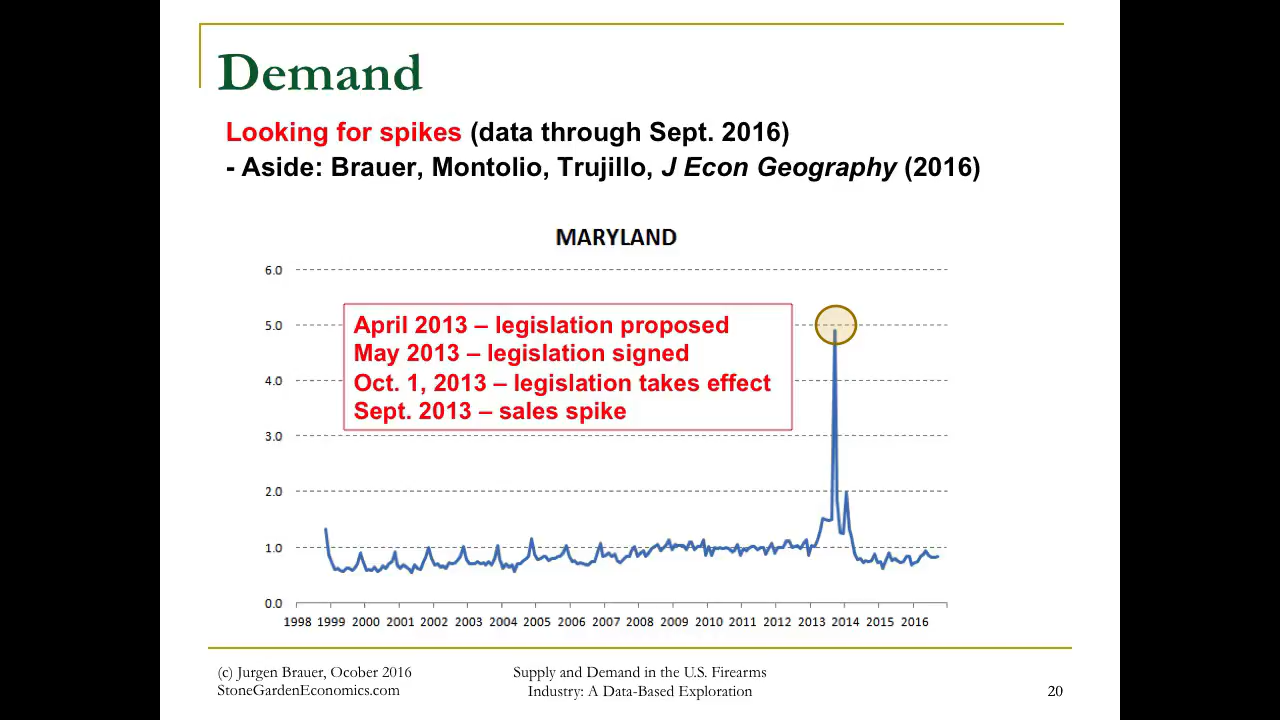 Demand
Looking for spikes (data through Sept. 2016)
- Aside: Brauer, Montolio, Trujillo, J Econ Geography (2016)
MARYLAND
6.0
5.0
4.0
3.0
2.0
1.0
0.0
April 2013 – legislation proposed
May 2013 – legislation signed
Oct. 1, 2013 – legislation takes effect
Sept. 2013 – sales spike
1998 1999 2000 2001 2002 2003 2004 2005 2006 2007 2008 2009 2010 2011 2012 2013 2014 2015 2016
(c) Jurgen Brauer, Ocober 2016
StoneGardenEconomics.com
Supply and Demand in the U.S. Firearms
Industry: A Data-Based Exploration
20